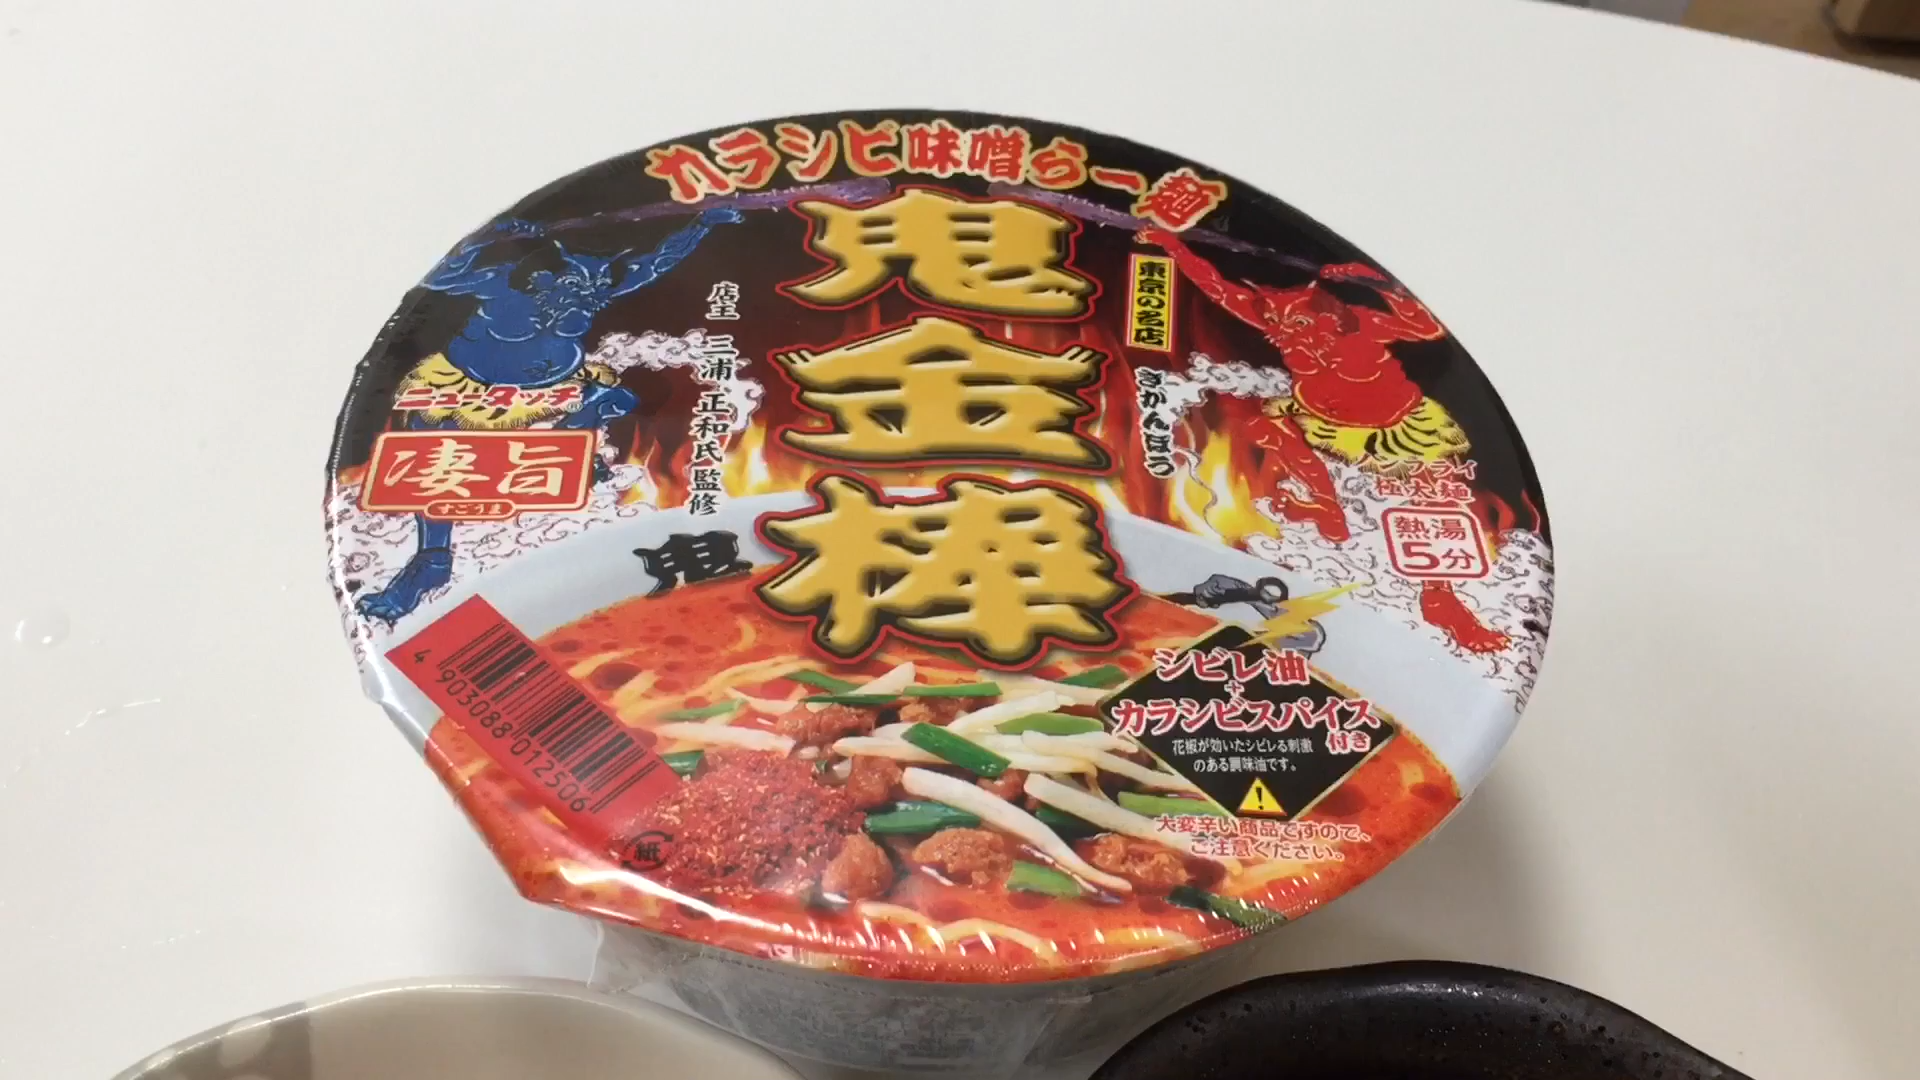 カラシビ味噌らー麺
鬼金棒
東京の名店
きかんぼう
店主 三浦正和氏監修
ニュータッチ®
凄旨
すごうま
ノンフライ
極太麺
熱湯
5分
鬼
シビレ油
+
カラシビスパイス
付き
花椒が効いたシビレる刺激
のある調味油です。
大変辛い商品ですので、
ご注意ください。
4 903088 012506
紙